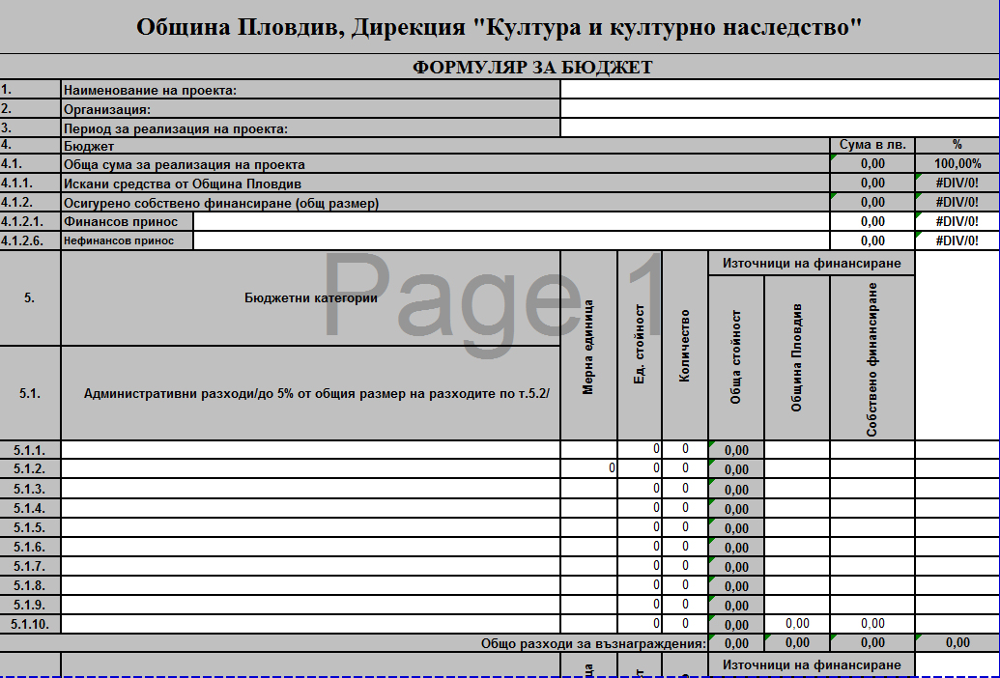 Община Пловдив, Дирекция "Култура и културно наследство"
ФОРМУЛЯР ЗА БЮДЖЕТ
1. Наименование на проекта:
2. Организация:
3. Период за реализация на проекта:
4. Бюджет Сума в лв. %
4.1. Обща сума за реализация на проекта 0,00 100,00%
4.1.1. Искани средства от Община Пловдив 0,00 #DIV/0!
4.1.2. Осигурено собствено финансиране (общ размер) 0,00 #DIV/0!
4.1.2.1. Финансов принос 0,00 #DIV/0!
4.1.2.6. Нефинансов принос 0,00 #DIV/0!
Page 1
5. Бюджетни категории
Мерна единица
Ед. стойност
Количество
Източници на финансиране
Обща стойност
Община Пловдив
Собствено финансиране
5.1. Административни разходи/до 5% от общия размер на разходите по т.5.2/
5.1.1. 0 0 0,00
5.1.2. 0 0 0 0,00
5.1.3. 0 0 0,00
5.1.4. 0 0 0,00
5.1.5. 0 0 0,00
5.1.6. 0 0 0,00
5.1.7. 0 0 0,00
5.1.8. 0 0 0,00
5.1.9. 0 0 0,00
5.1.10. 0 0 0,00 0,00 0,00
Общо разходи за възнаграждения: 0,00 0,00 0,00 0,00
Източници на финансиране